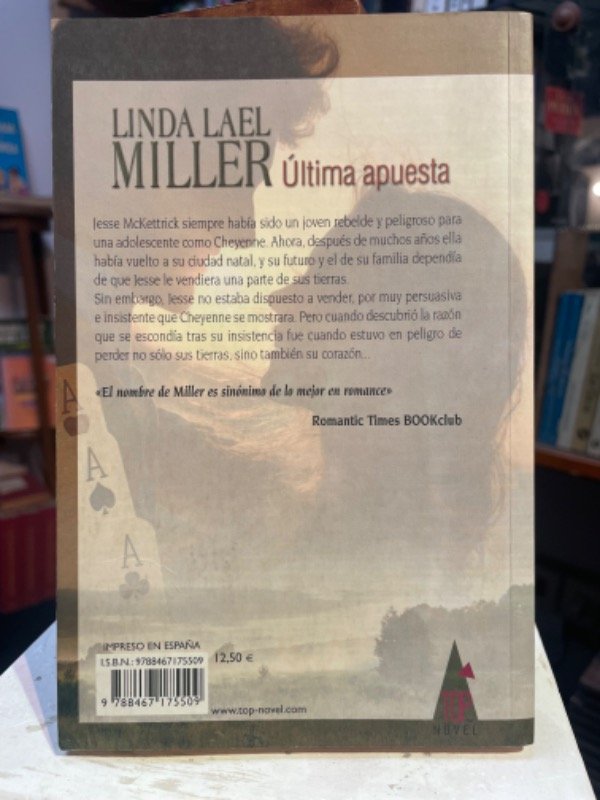 LINDA LAEL
MILLER Última apuesta
Jesse McKettrick siempre había sido un joven rebelde y peligroso para
una adolescente como Cheyenne. Ahora, después de muchos años ella
había vuelto a su ciudad natal, y su futuro y el de su familia dependía
de que Jesse le vendiera una parte de sus tierras.
Sin embargo, Jesse no estaba dispuesto a vender, por muy persuasiva
e insistente que Cheyenne se mostrara. Pero cuando descubrió la razón
que se escondía tras su insistencia fue cuando estuvo en peligro de
perder no sólo sus tierras, sino también su corazón...
«El nombre de Miller es sinónimo de lo mejor en romance»
Romantic Times BOOKclub
A
A
A
IMPRESO EN ESPAÑA
I.S.B.N.: 9788467175509
12,50 €
9 788467 175509
www.top-novel.com
TOP
NOVEL